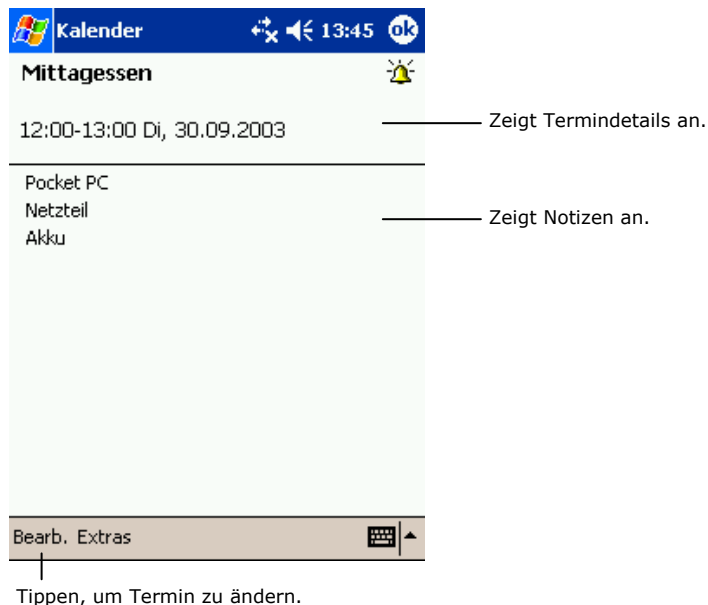 Kalender 13:45 ok
Mittagessen
12:00-13:00 Di, 30.09.2003
Zeigt Termindetails an.
Pocket PC
Netzteil
Akku
Zeigt Notizen an.
Bearb. Extras
Tippen, um Termin zu ändern.